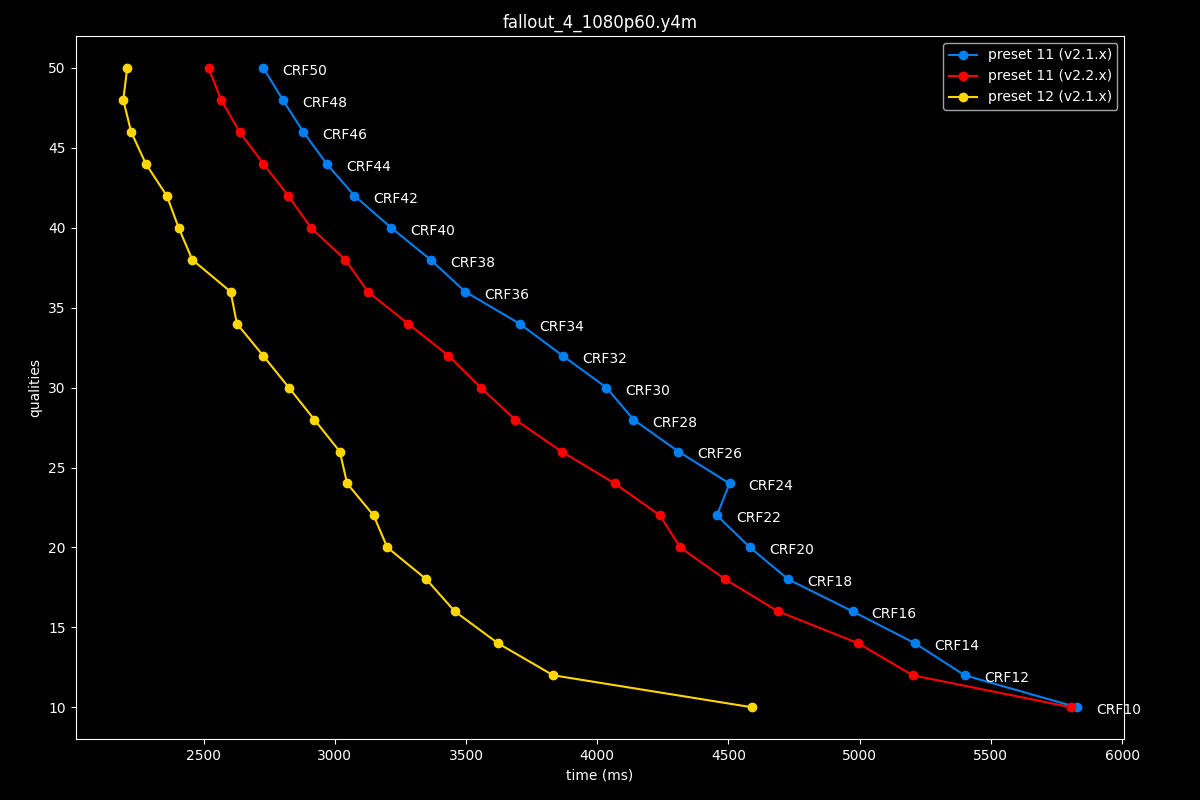 fallout_4_1080p60.y4m
preset 11 (v2.1.x)
preset 11 (v2.2.x)
preset 12 (v2.1.x)
50
45
40
35
30
25
20
15
10
qualities
CRF50
CRF48
CRF46
CRF44
CRF42
CRF40
CRF38
CRF36
CRF34
CRF32
CRF30
CRF28
CRF26
CRF24
CRF22
CRF20
CRF18
CRF16
CRF14
CRF12
CRF10
2500 3000 3500 4000 4500 5000 5500 6000
time (ms)